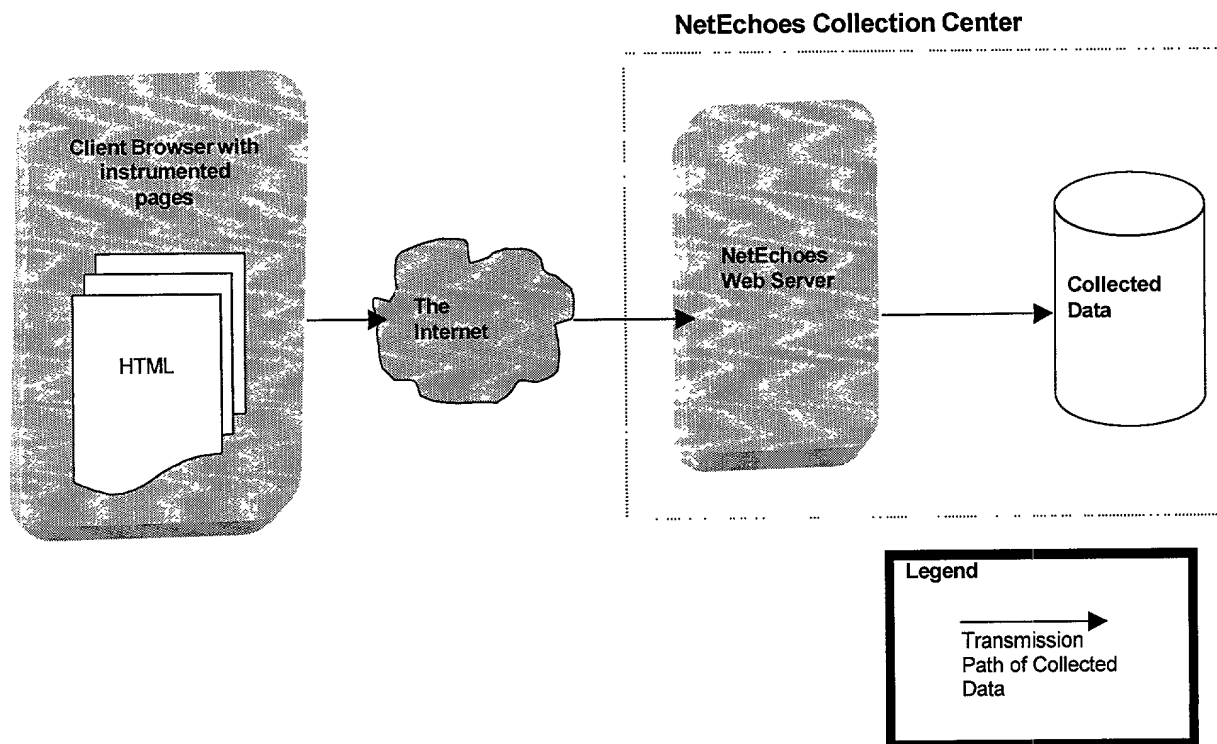 NetEchoes Collection Center
Client Browser with
instrumented
pages
HTML
The
Internet
NetEchoes
Web Server
Collected
Data
Legend
Transmission
Path of Collected
Data